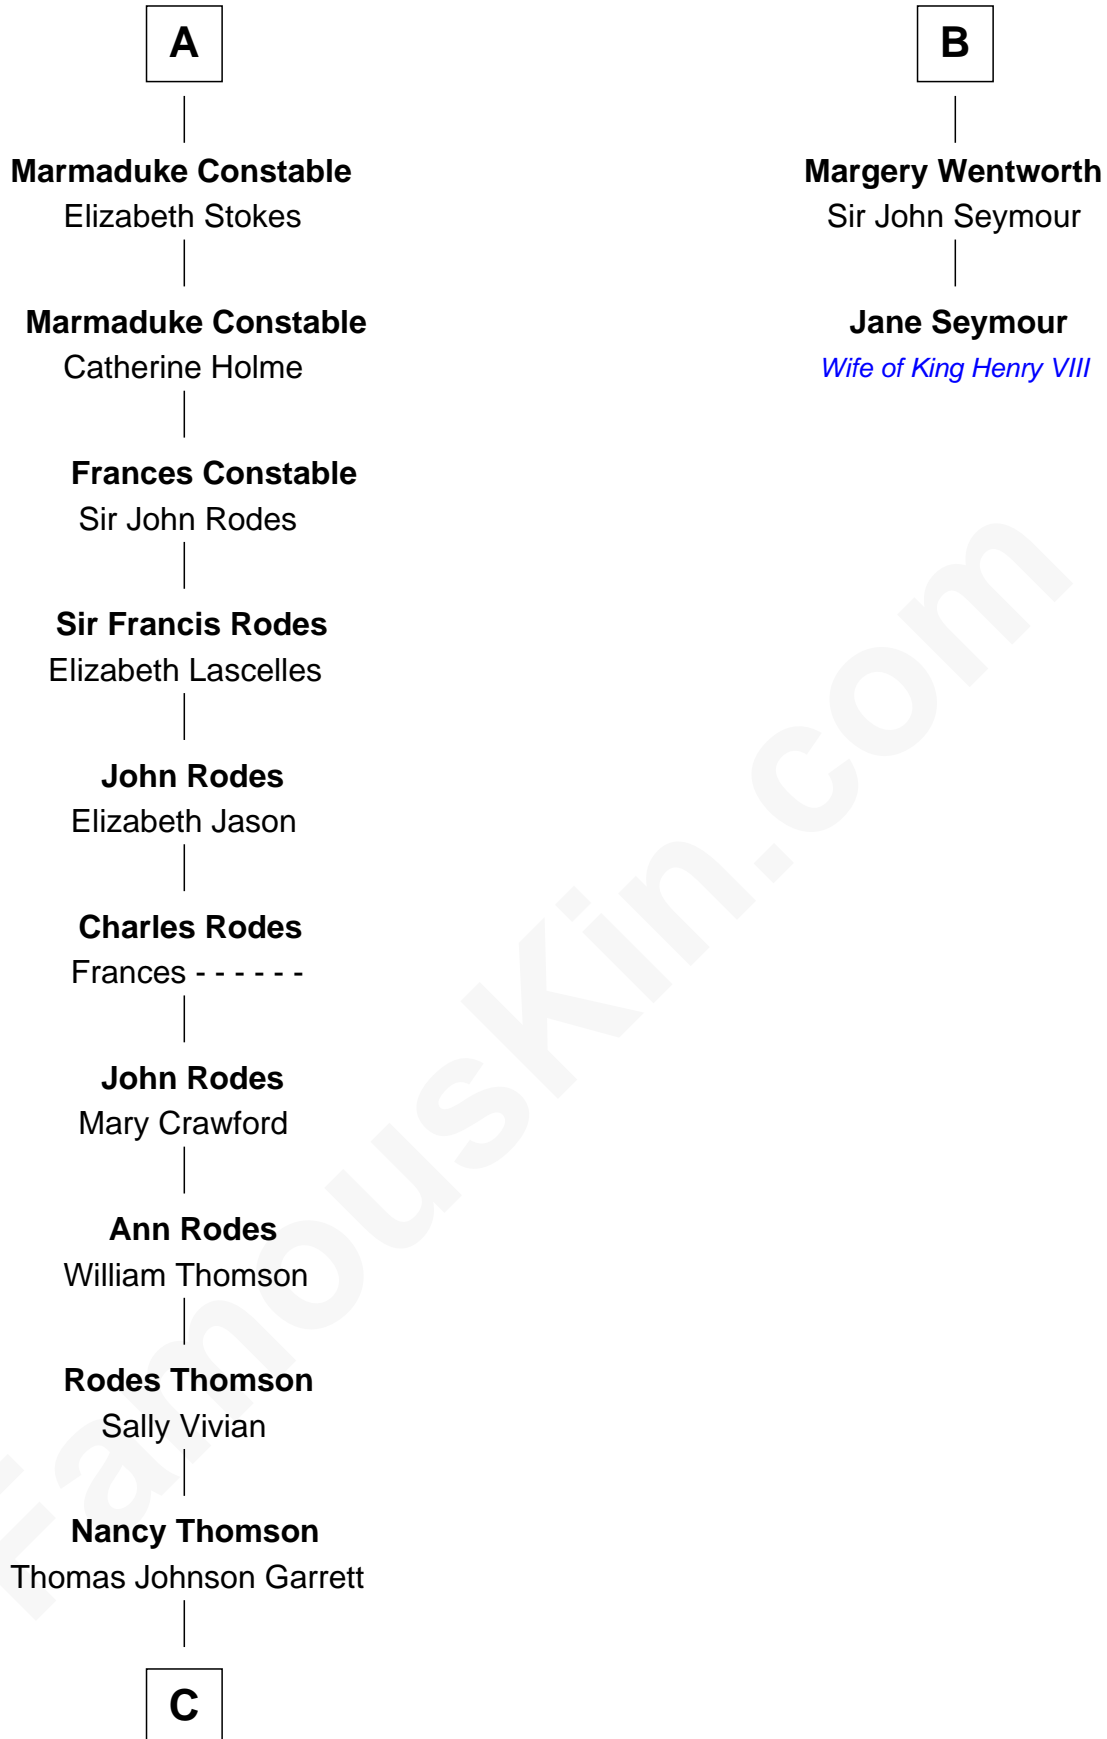 A
Marmaduke Constable
Elizabeth Stokes
Marmaduke Constable
Catherine Holme
Frances Constable
Sir John Rodes
Sir Francis Rodes
Elizabeth Lascelles
John Rodes
Elizabeth Jason
Charles Rodes
Frances - - - - - -
John Rodes
Mary Crawford
Ann Rodes
William Thomson
Rodes Thomson
Sally Vivian
Nancy Thomson
Thomas Johnson Garrett
C
B
Margery Wentworth
Sir John Seymour
Jane Seymour
Wife of King Henry VIII
FamousKin.com